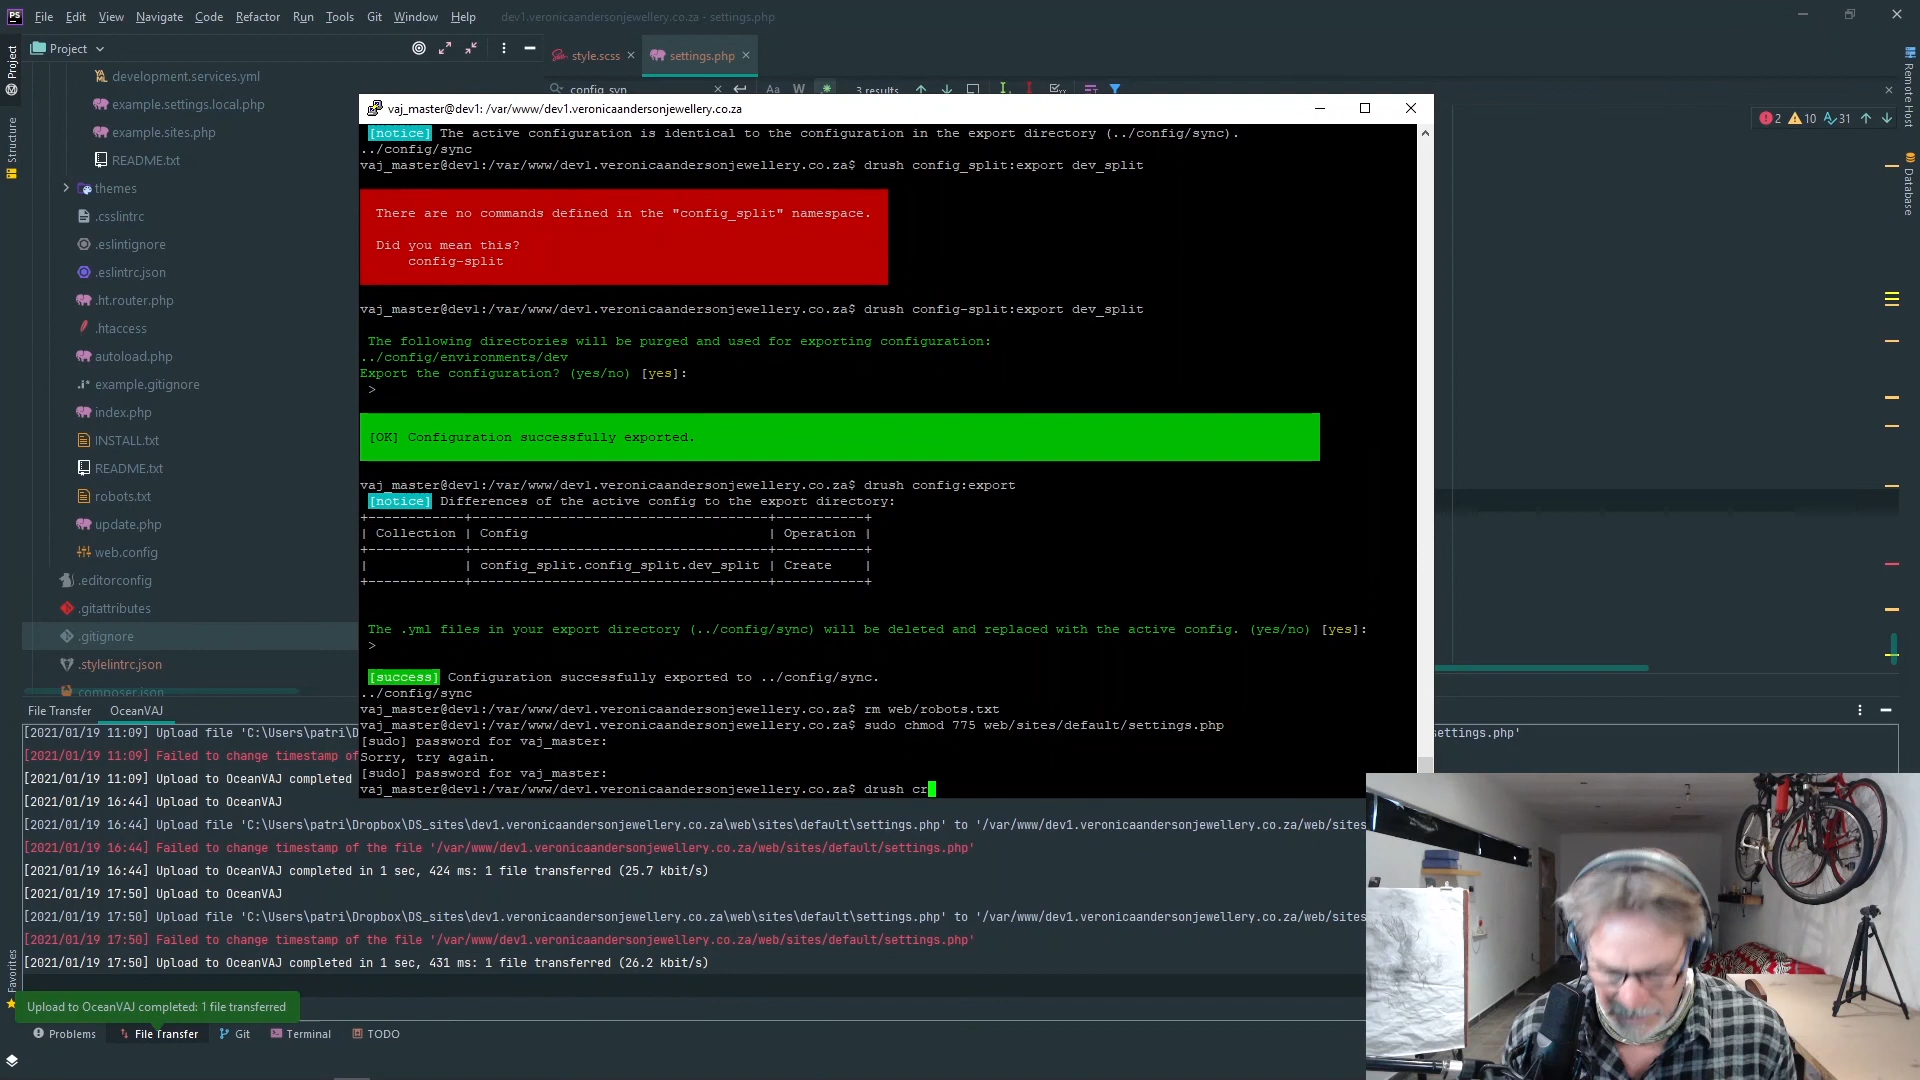 File Edit View Navigate Code Refactor Run Tools Git Window Help dev1.veronicaandersonjewellery.co.za - settings.php
Project
style.scss
settings.php
development.services.yml
example.settings.local.php
example.sites.php
README.txt
themes
.csslintrc
.eslintignore
.eslintrc.json
.ht.router.php
.htaccess
autoload.php
example.gitignore
index.php
INSTALL.txt
README.txt
robots.txt
update.php
web.config
.editorconfig
.gitattributes
.gitignore
.stylelintrc.json
composer.json
Project
Structure
Favorites
config_syn
Aa W
3 results
2 10 31
Remote Host
Database
vaj_master@dev1: /var/www/dev1.veronicaandersonjewellery.co.za
[notice] The active configuration is identical to the configuration in the export directory (../config/sync).
../config/sync
vaj_master@dev1:/var/www/dev1.veronicaandersonjewellery.co.za$ drush config_split:export dev_split
There are no commands defined in the "config_split" namespace.
Did you mean this?
config-split
vaj_master@dev1:/var/www/dev1.veronicaandersonjewellery.co.za$ drush config-split:export dev_split
The following directories will be purged and used for exporting configuration:
../config/environments/dev
Export the configuration? (yes/no) [yes]:
>
[OK] Configuration successfully exported.
vaj_master@dev1:/var/www/dev1.veronicaandersonjewellery.co.za$ drush config:export
[notice] Differences of the active config to the export directory:
+------------+-------------------------------------+-----------+
| Collection | Config | Operation |
+------------+-------------------------------------+-----------+
| | config_split.config_split.dev_split | Create |
+------------+-------------------------------------+-----------+
The .yml files in your export directory (../config/sync) will be deleted and replaced with the active config. (yes/no) [yes]:
>
[success] Configuration successfully exported to ../config/sync.
../config/sync
vaj_master@dev1:/var/www/dev1.veronicaandersonjewellery.co.za$ rm web/robots.txt
vaj_master@dev1:/var/www/dev1.veronicaandersonjewellery.co.za$ sudo chmod 775 web/sites/default/settings.php
[sudo] password for vaj_master:
Sorry, try again.
[sudo] password for vaj_master:
vaj_master@dev1:/var/www/dev1.veronicaandersonjewellery.co.za$ drush cr
File Transfer OceanVAJ
[2021/01/19 11:09] Upload file 'C:\Users\patri\D
settings.php'
[2021/01/19 11:09] Failed to change timestamp of
[2021/01/19 11:09] Upload to OceanVAJ completed
[2021/01/19 16:44] Upload to OceanVAJ
[2021/01/19 16:44] Upload file 'C:\Users\patri\Dropbox\DS_sites\dev1.veronicaandersonjewellery.co.za\web\sites\default\settings.php' to '/var/www/dev1.veronicaandersonjewellery.co.za/web/sites
[2021/01/19 16:44] Failed to change timestamp of the file '/var/www/dev1.veronicaandersonjewellery.co.za/web/sites/default/settings.php'
[2021/01/19 16:44] Upload to OceanVAJ completed in 1 sec, 424 ms: 1 file transferred (25.7 kbit/s)
[2021/01/19 17:50] Upload to OceanVAJ
[2021/01/19 17:50] Upload file 'C:\Users\patri\Dropbox\DS_sites\dev1.veronicaandersonjewellery.co.za\web\sites\default\settings.php' to '/var/www/dev1.veronicaandersonjewellery.co.za/web/sites
[2021/01/19 17:50] Failed to change timestamp of the file '/var/www/dev1.veronicaandersonjewellery.co.za/web/sites/default/settings.php'
[2021/01/19 17:50] Upload to OceanVAJ completed in 1 sec, 431 ms: 1 file transferred (26.2 kbit/s)
Upload to OceanVAJ completed: 1 file transferred
Problems File Transfer Git Terminal TODO